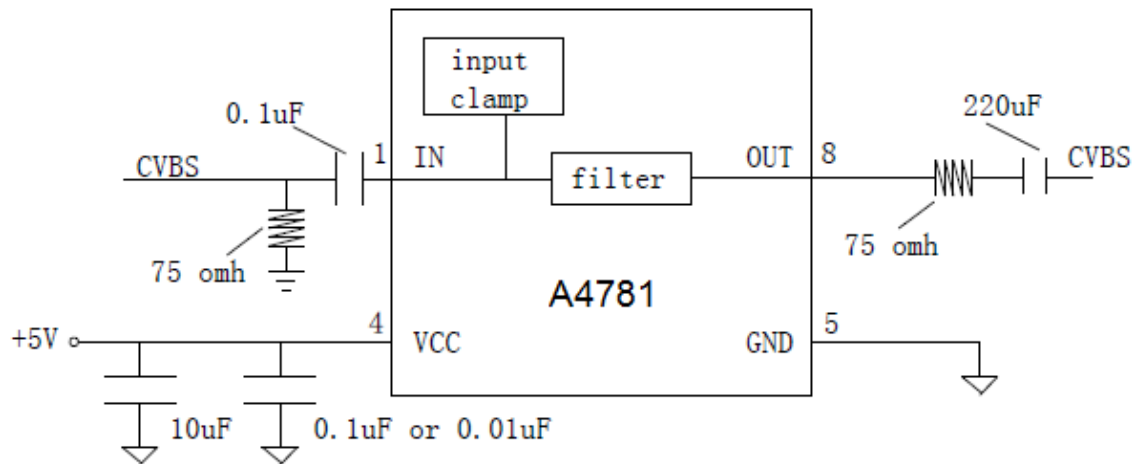 input
clamp
0.1uF
220uF
CVBS
1
IN
OUT
8
CVBS
filter
75 omh
75 omh
A4781
+5V
4
VCC
GND
5
10uF
0.1uF or 0.01uF